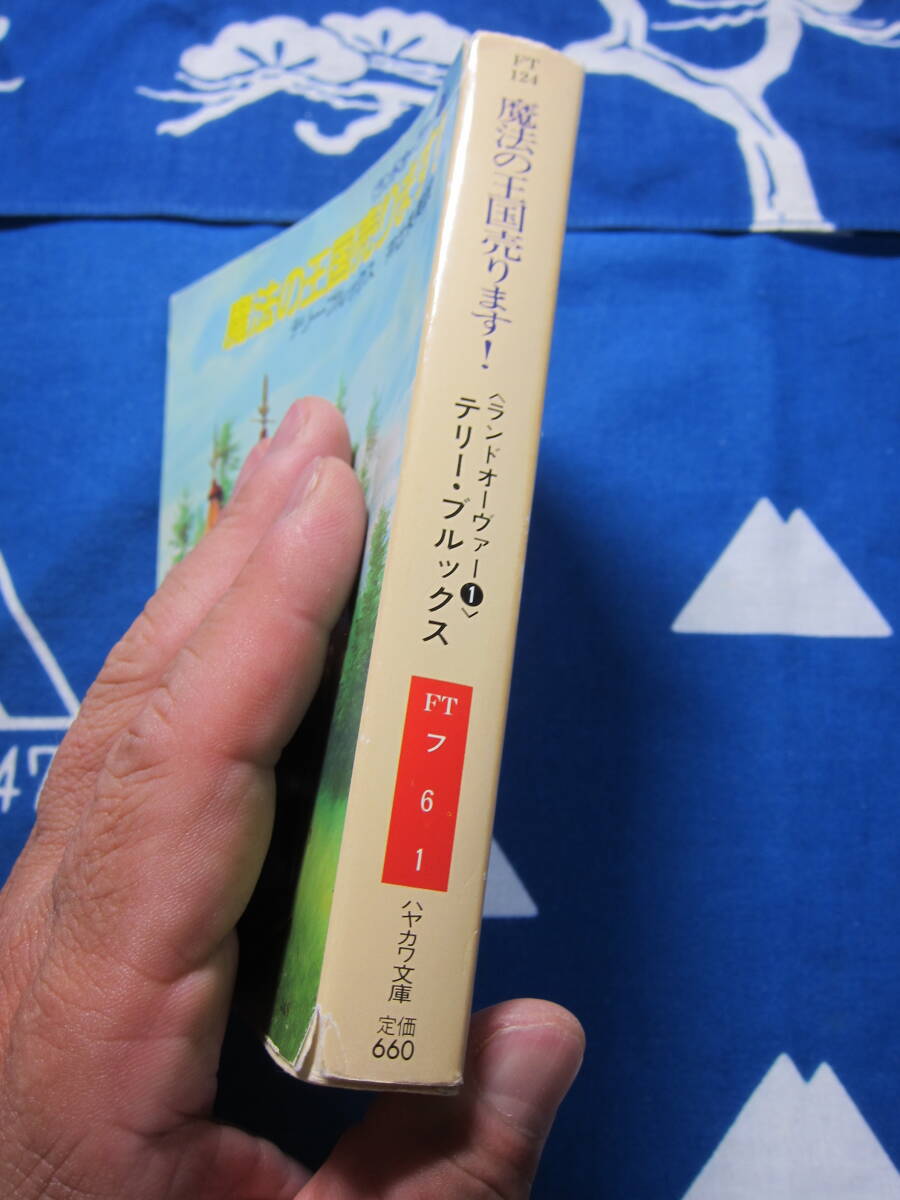 FT
124
魔法の王国売ります!
〈ランドオーヴァー❶〉
テリー・ブルックス
FT
フ
6
1
ハヤカワ文庫
定価
660
魔法の王国売ります!
テリー・ブルックス
47